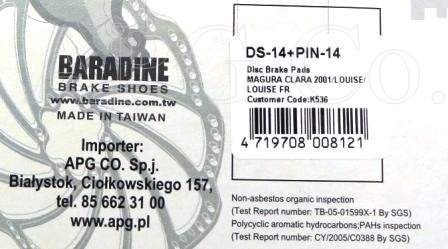 BARADINE
BRAKE SHOES
www.baradine.com.tw
MADE IN TAIWAN
Importer:
APG CO. Sp.j.
Białystok, Ciołkowskiego 157,
tel. 85 662 31 00
www.apg.pl
DS-14+PIN-14
Disc Brake Pads
MAGURA CLARA 2001/LOUISE/
LOUISE FR
Customer Code:K536
4 719708 008121
Non-asbestos organic inspection
(Test Report number: TB-05-01599X-1 By SGS)
Polycyclic aromatic hydrocarbons;PAHs inspection
(Test Report number: CY/2005/C0388 By SGS)